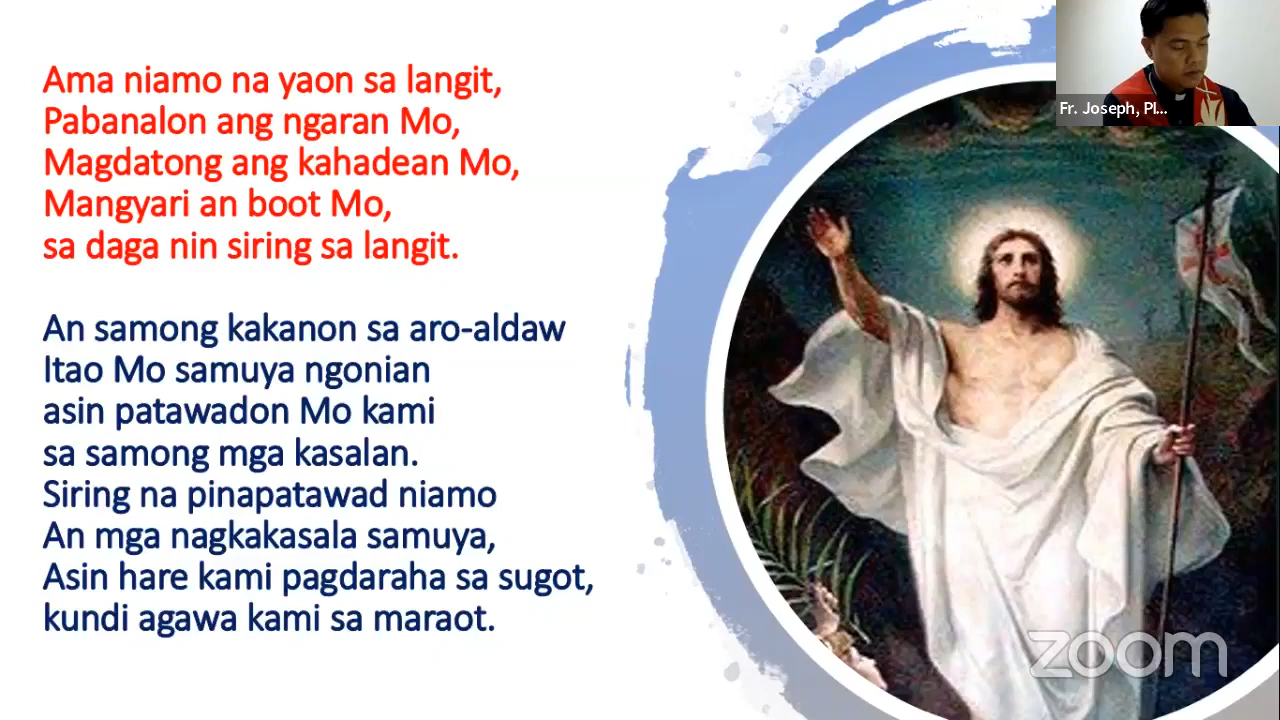 Ama niamo na yaon sa langit,
Pabanalon ang ngaran Mo,
Magdatong ang kahadean Mo,
Mangyari an boot Mo,
sa daga nin siring sa langit.
An samong kakanon sa aro-aldaw
Itao Mo samuya ngonian
asin patawadon Mo kami
sa samong mga kasalan.
Siring na pinapatawad niamo
An mga nagkakasala samuya,
Asin hare kami pagdaraha sa sugot,
kundi agawa kami sa maraot.
Fr. Joseph, Pl...
zoom